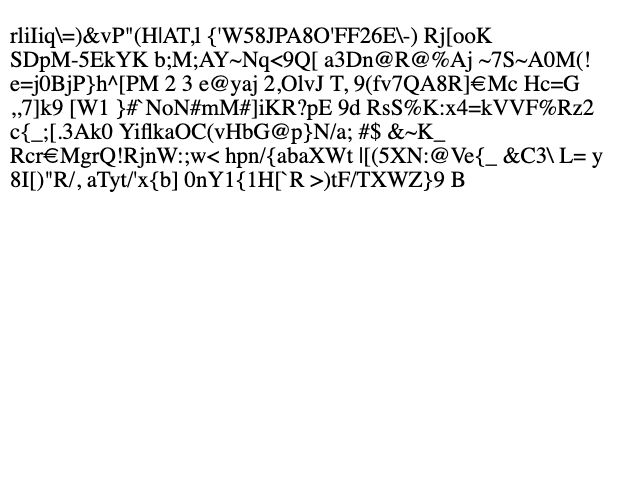 rliIiq\=)&vP"(H|AT,l {'W58JPA8O'FF26E\-) Rj[ooK
SDpM-5EkYK b;M;AY~Nq<9Q[ a3Dn@R@%Aj ~7S~A0M(!
e=j0BjP}h^[PM 2 3 e@yaj 2,OlvJ T, 9(fv7QA8R]€Mc Hc=G
,,7]k9 [W1 }#`NoN#mM#]iKR?pE 9d RsS%K:x4=kVVF%Rz2
c{_;[.3Ak0 YiflkaOC(vHbG@p}N/a; #$ &~K_
Rcr€MgrQ!RjnW:;w< hpn/{abaXWt |[(5XN:@Ve{_ &C3\ L= y
8I[)"R/, aTyt/'x{b] 0nY1{1H[`R >)tF/TXWZ}9 B